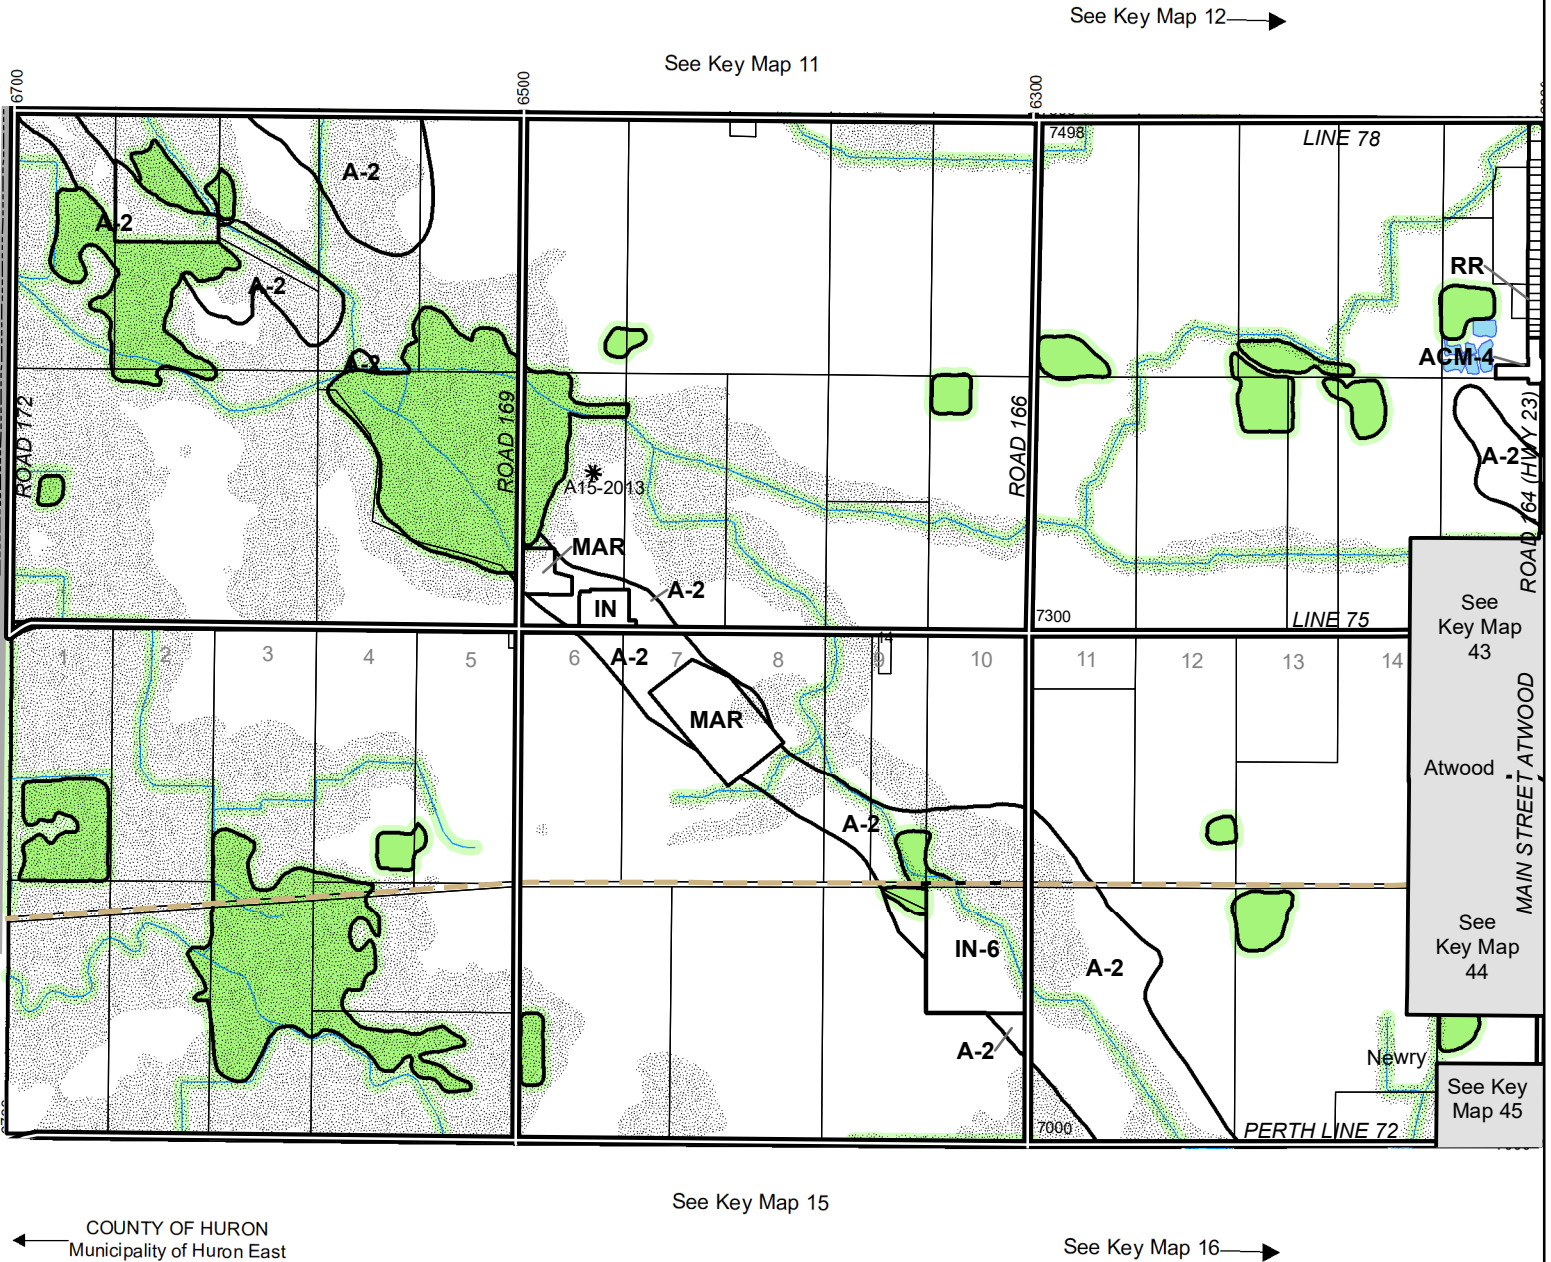 See Key Map 12
See Key Map 11
6700
6500
6300
7498
LINE 78
A-2
A-2
RR
A-2
ACM-4
A-2
ROAD 172
ROAD 169
ROAD 166
ROAD 164 (HWY 23)
A-2
A15-2013
MAR
A-2
IN
See
Key Map
43
7300
LINE 75
1
2
3
4
5
6
A-2
7
8
9
14
10
11
12
13
14
MAR
MAIN STREET ATWOOD
Atwood
A-2
See
Key Map
44
IN-6
A-2
A-2
Newry
See Key
Map 45
7000
PERTH LINE 72
See Key Map 15
COUNTY OF HURON
Municipality of Huron East
See Key Map 16